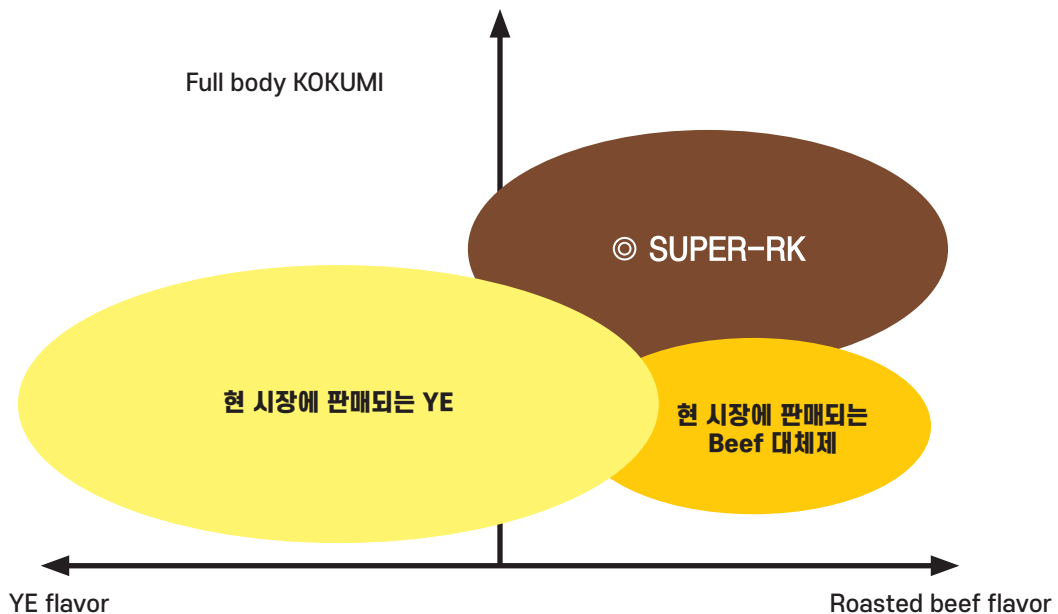 Full body KOKUMI
◎ SUPER-RK
현 시장에 판매되는 YE
현 시장에 판매되는
Beef 대체제
YE flavor
Roasted beef flavor